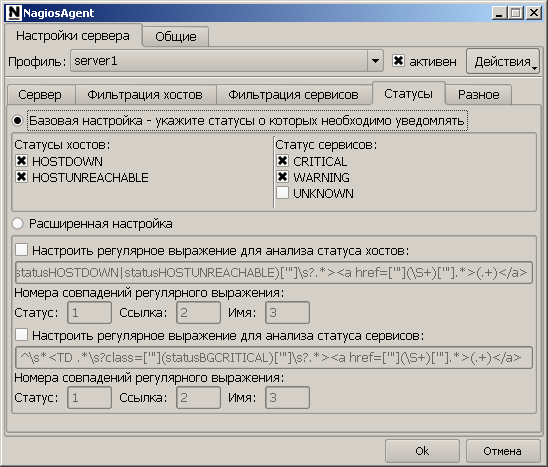 NagiosAgent
Настройки сервера Общие
Профиль: server1 активен Действия
Сервер Фильтрация хостов Фильтрация сервисов Статусы Разное
Базовая настройка - укажите статусы о которых необходимо уведомлять
Статусы хостов: Статус сервисов:
HOSTDOWN CRITICAL
HOSTUNREACHABLE WARNING
UNKNOWN
Расширенная настройка
Настроить регулярное выражение для анализа статуса хостов:
statusHOSTDOWN|statusHOSTUNREACHABLE)['"]\s?.*><a href=['"](\S+)['"].*>(.+)</a>
Номера совпадений регулярного выражения:
Статус: 1 Ссылка: 2 Имя: 3
Настроить регулярное выражение для анализа статуса сервисов:
^\s*<TD .*\s?class=['"](statusBGCRITICAL)['"]\s?.*><a href=['"](\S+)['"].*>(.+)</a>
Номера совпадений регулярного выражения:
Статус: 1 Ссылка: 2 Имя: 3
Ok Отмена